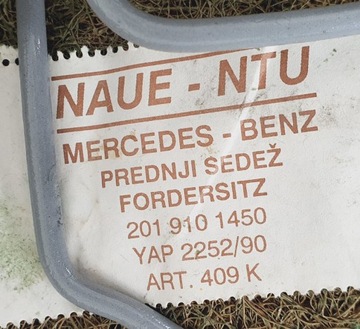 NAUE - NTU
MERCEDES - BENZ
PREDNJI SEDEŽ
FORDERSITZ
201 910 1450
YAP 2252/90
ART. 409 K